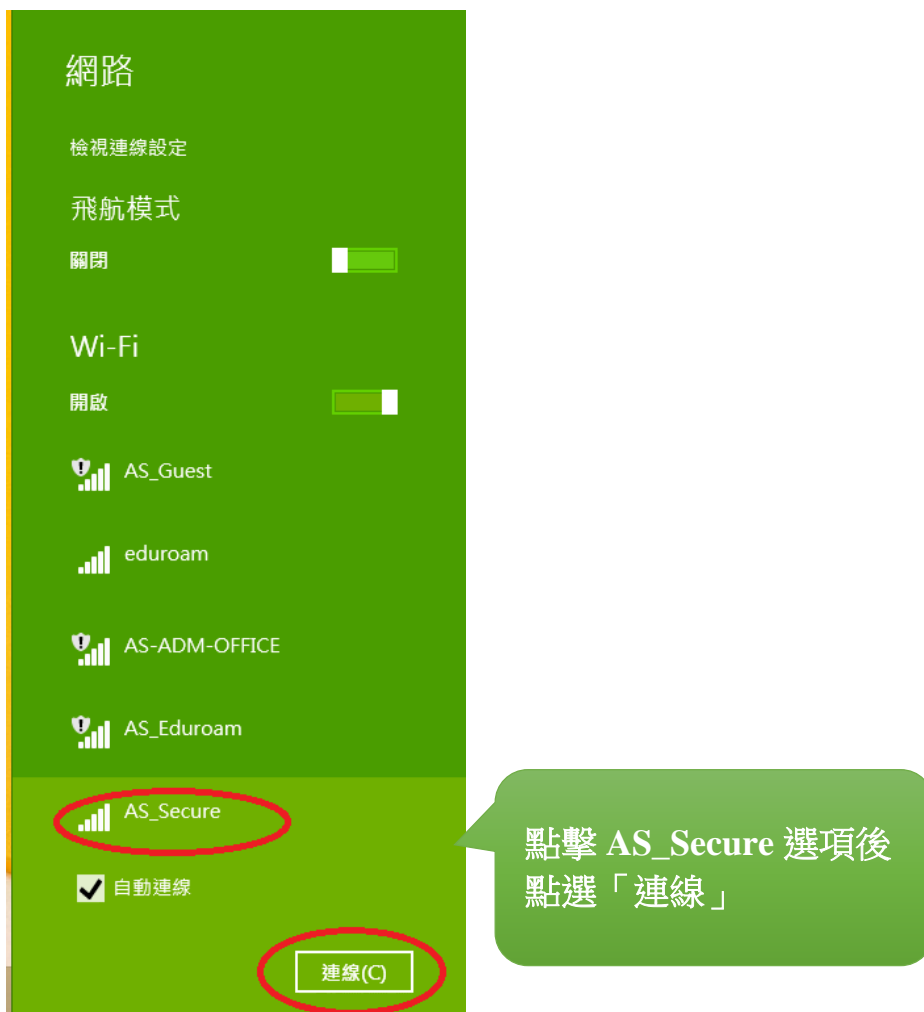 網路
檢視連線設定
飛航模式
關閉
Wi-Fi
開啟
AS_Guest
eduroam
AS-ADM-OFFICE
AS_Eduroam
AS_Secure
自動連線
連線(C)
點擊 AS_Secure 選項後
點選「連線」